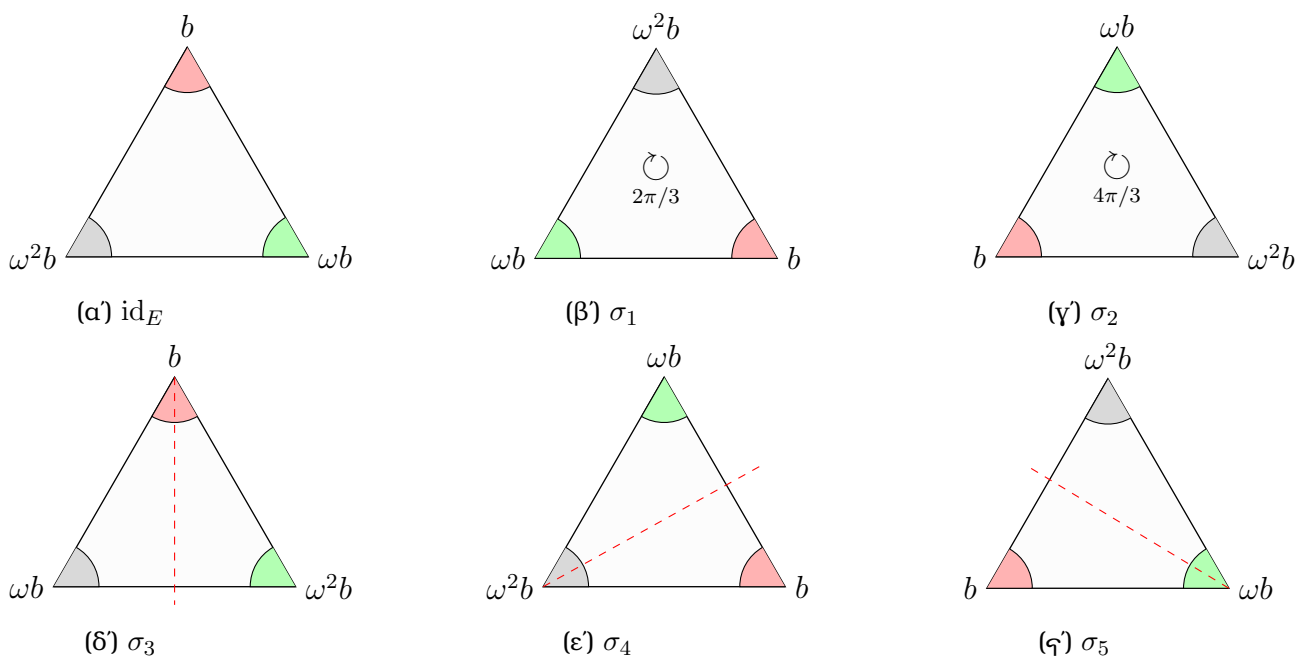 b
ω²b
ωb
(α΄) id_E
ω²b
2π/3
ωb
b
(β΄) σ₁
ωb
4π/3
b
ω²b
(γ΄) σ₂
b
ωb
ω²b
(δ΄) σ₃
ωb
ω²b
b
(ε΄) σ₄
ω²b
b
ωb
(ϛ΄) σ₅